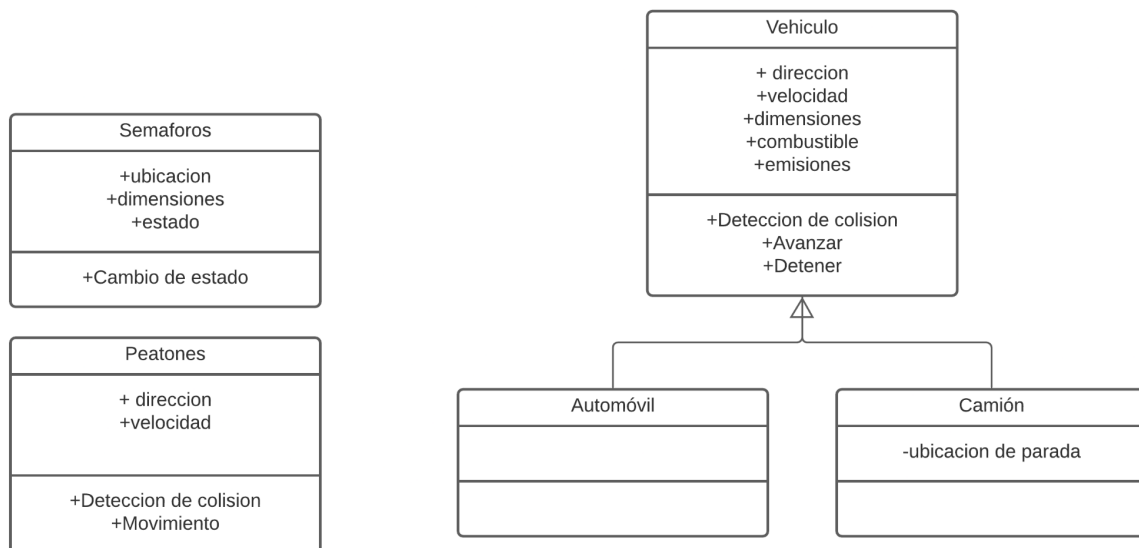 Semaforos
+ubicacion
+dimensiones
+estado
+Cambio de estado
Peatones
+ direccion
+velocidad
+Deteccion de colision
+Movimiento
Vehiculo
+ direccion
+velocidad
+dimensiones
+combustible
+emisiones
+Deteccion de colision
+Avanzar
+Detener
Automóvil
Camión
-ubicacion de parada